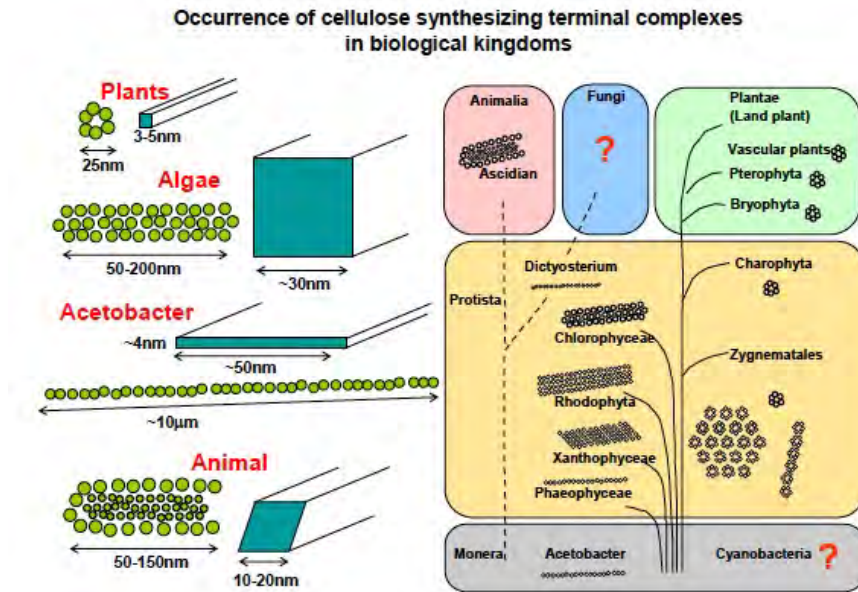 Occurrence of cellulose synthesizing terminal complexes
in biological kingdoms
Plants
3-5nm
25nm
Algae
50-200nm
~30nm
Acetobacter
~4nm
~50nm
~10μm
Animal
50-150nm
10-20nm
Animalia
Ascidian
Fungi
?
Plantae
(Land plant)
Vascular plants
Pterophyta
Bryophyta
Protista
Dictyosterium
Chlorophyceae
Rhodophyta
Xanthophyceae
Phaeophyceae
Charophyta
Zygnematales
Monera
Acetobacter
Cyanobacteria ?